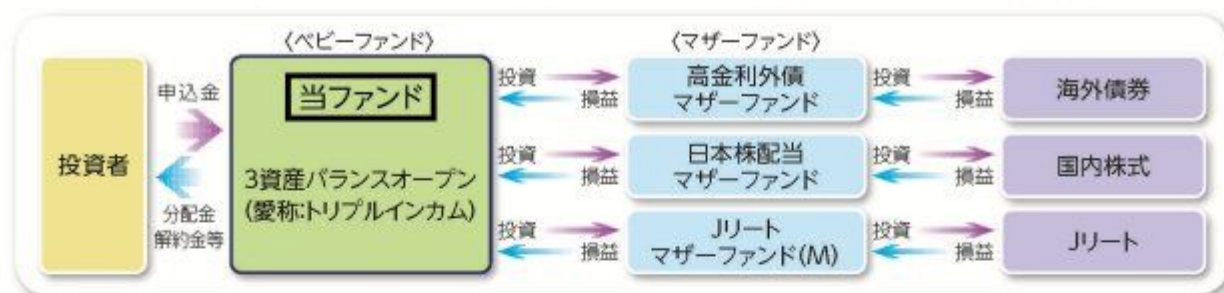 〈ベビーファンド〉
〈マザーファンド〉
投資者
申込金
分配金
解約金等
当ファンド
3資産バランスオープン
(愛称:トリプルインカム)
投資
損益
高金利外債
マザーファンド
投資
損益
海外債券
投資
損益
日本株配当
マザーファンド
投資
損益
国内株式
投資
損益
Jリート
マザーファンド(M)
投資
損益
Jリート